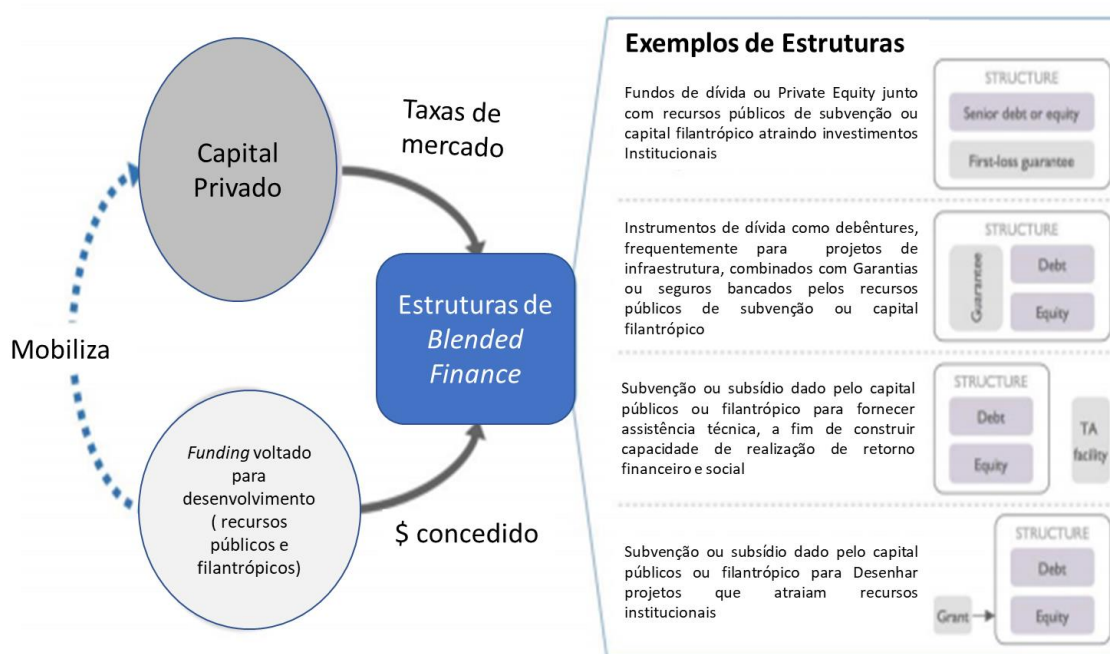 Capital
Privado
Taxas de
mercado
Mobiliza
Estruturas de
Blended
Finance
Funding voltado
para
desenvolvimento
( recursos
públicos e
filantrópicos)
$ concedido
Exemplos de Estruturas
Fundos de dívida ou Private Equity junto
com recursos públicos de subvenção ou
capital filantrópico atraindo investimentos
Institucionais
STRUCTURE
Senior debt or equity
First-loss guarantee
Instrumentos de dívida como debêntures,
frequentemente para projetos de
infraestrutura, combinados com Garantias
ou seguros bancados pelos recursos
públicos de subvenção ou capital
filantrópico
STRUCTURE
Guarantee
Debt
Equity
Subvenção ou subsídio dado pelo capital
públicos ou filantrópico para fornecer
assistência técnica, a fim de construir
capacidade de realização de retorno
financeiro e social
STRUCTURE
Debt
Equity
TA
facility
Subvenção ou subsídio dado pelo capital
públicos ou filantrópico para Desenhar
projetos que atraiam recursos
institucionais
STRUCTURE
Debt
Grant
Equity